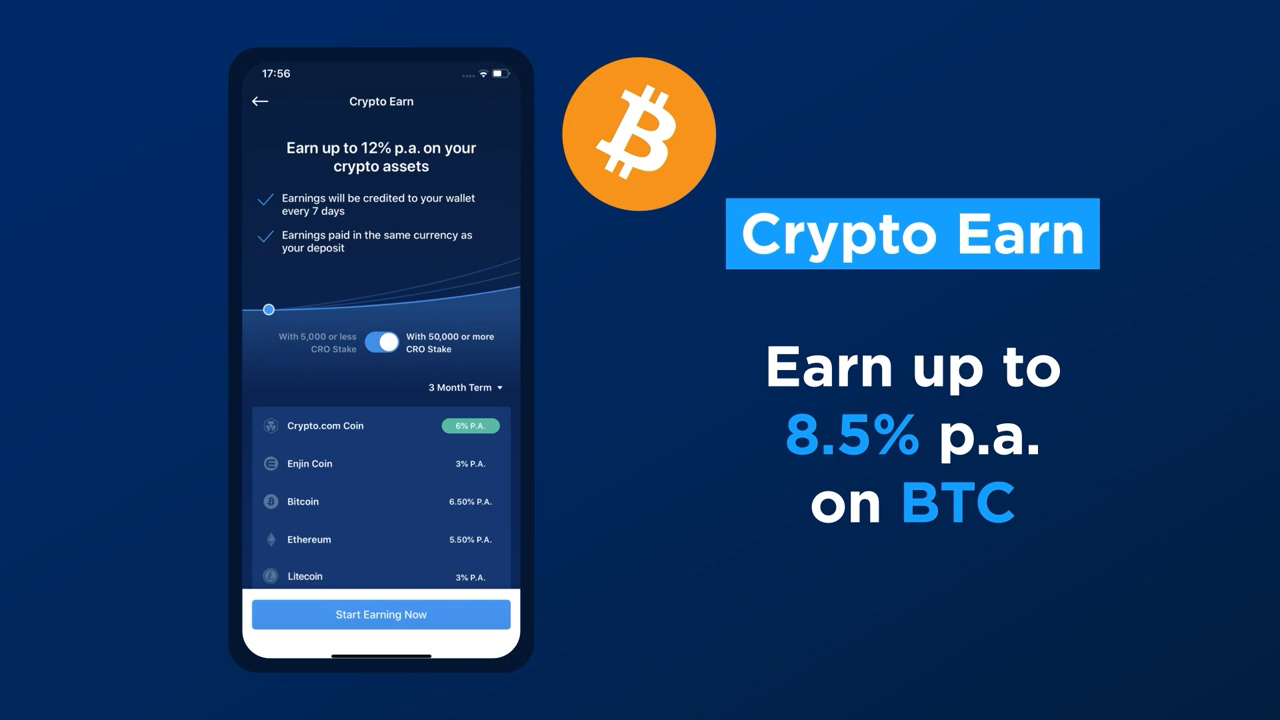 17:56
Crypto Earn
Earn up to 12% p.a. on your
crypto assets
Earnings will be credited to your wallet
every 7 days
Earnings paid in the same currency as
your deposit
With 5,000 or less
CRO Stake
With 50,000 or more
CRO Stake
3 Month Term
Crypto.com Coin 6% P.A.
Enjin Coin 3% P.A.
Bitcoin 6.50% P.A.
Ethereum 5.50% P.A.
Litecoin 3% P.A.
Start Earning Now
Crypto Earn
Earn up to
8.5% p.a.
on BTC